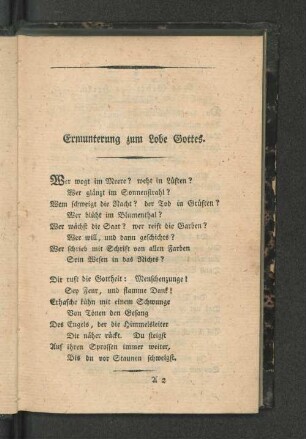 Ermunterung zum Lobe Gottes.
Wer wogt im Meere? weht in Lüften?
Wer glänzt im Sonnenstrahl?
Wem schweigt die Nacht? der Tod in Grüften?
Wer blüht im Blumenthal?
Wer wächst die Saat? wer reift die Garben?
Wer will, und dann geschichts?
Wer schrieb mit Schrift von allen Farben
Sein Wesen in das Nichts?
Dir ruft die Gottheit: Menschenzunge!
Sey Feur, und flamme Dank!
Erhasche kühn mit einem Schwunge
Von Tönen den Gesang
Des Engels, der die Himmelsleiter
Dir näher rückt. Du steigst
Auf ihren Sprossen immer weiter,
Bis du vor Staunen schweigst.
A 2